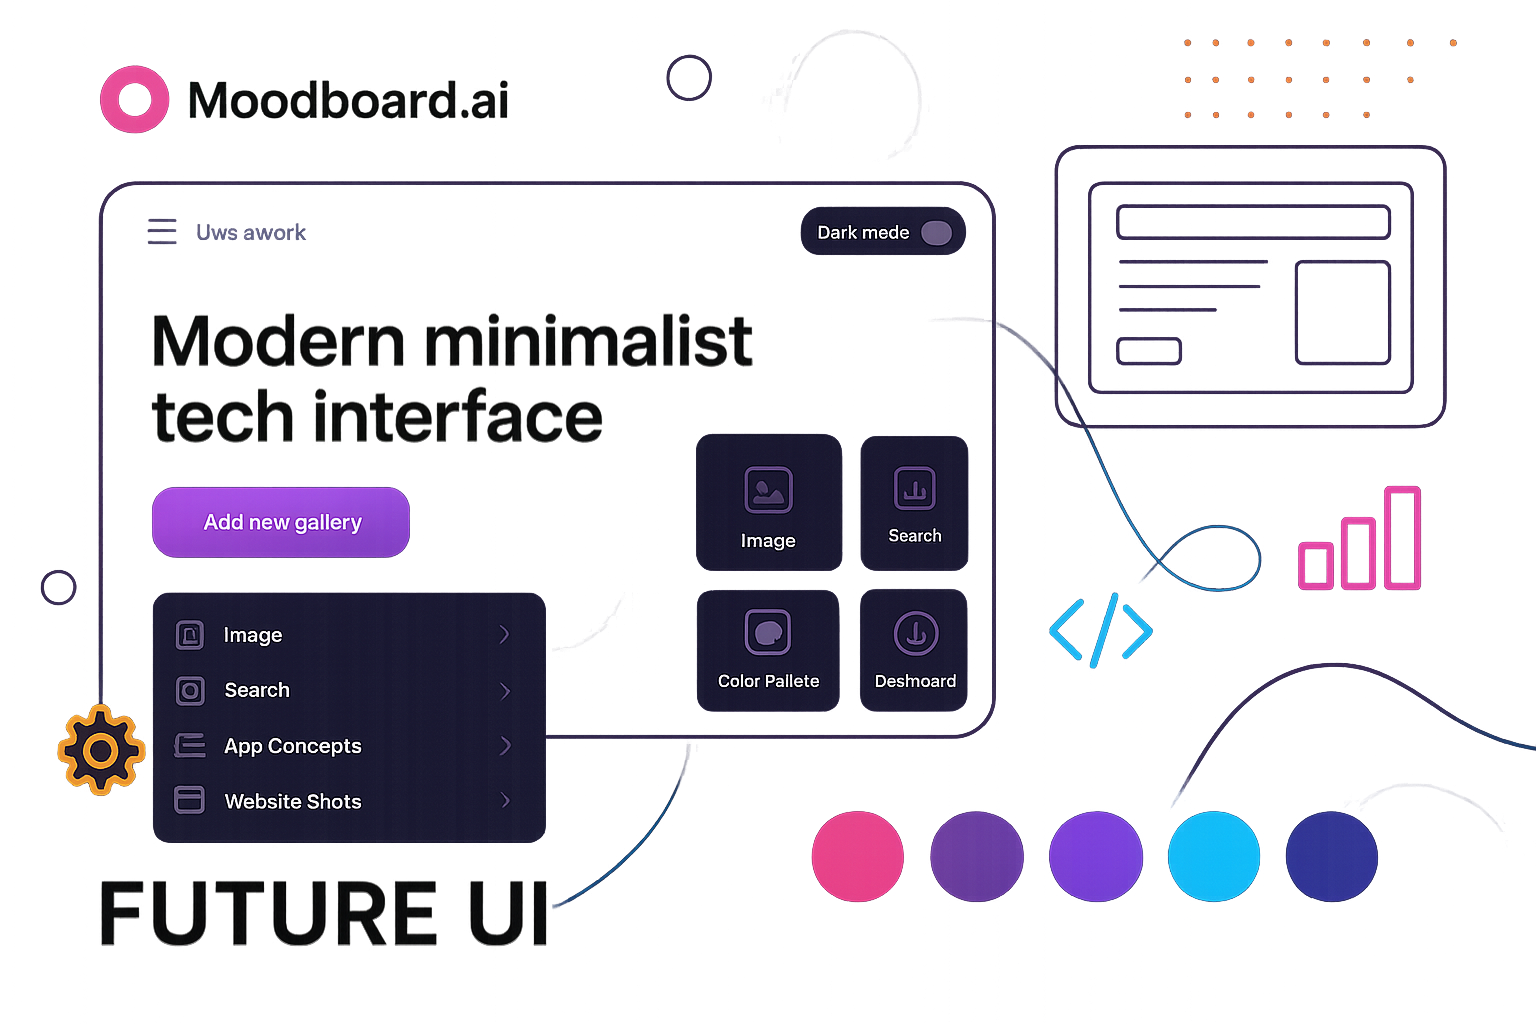 Moodboard.ai
Uws awork
Dark mede
Modern minimalist
tech interface
Add new gallery
Image
Search
Color Pallete
Desmoard
Image
Search
App Concepts
Website Shots
FUTURE UI